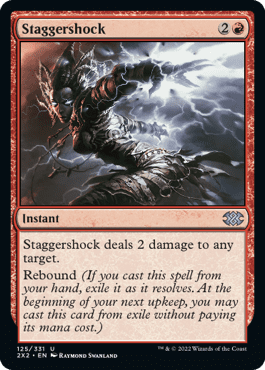 Staggershock 2
Instant
Staggershock deals 2 damage to any
target.
Rebound (If you cast this spell from
your hand, exile it as it resolves. At the
beginning of your next upkeep, you may
cast this card from exile without paying
its mana cost.)
125/331 U
2X2 • EN Raymond Swanland ™ & © 2022 Wizards of the Coast